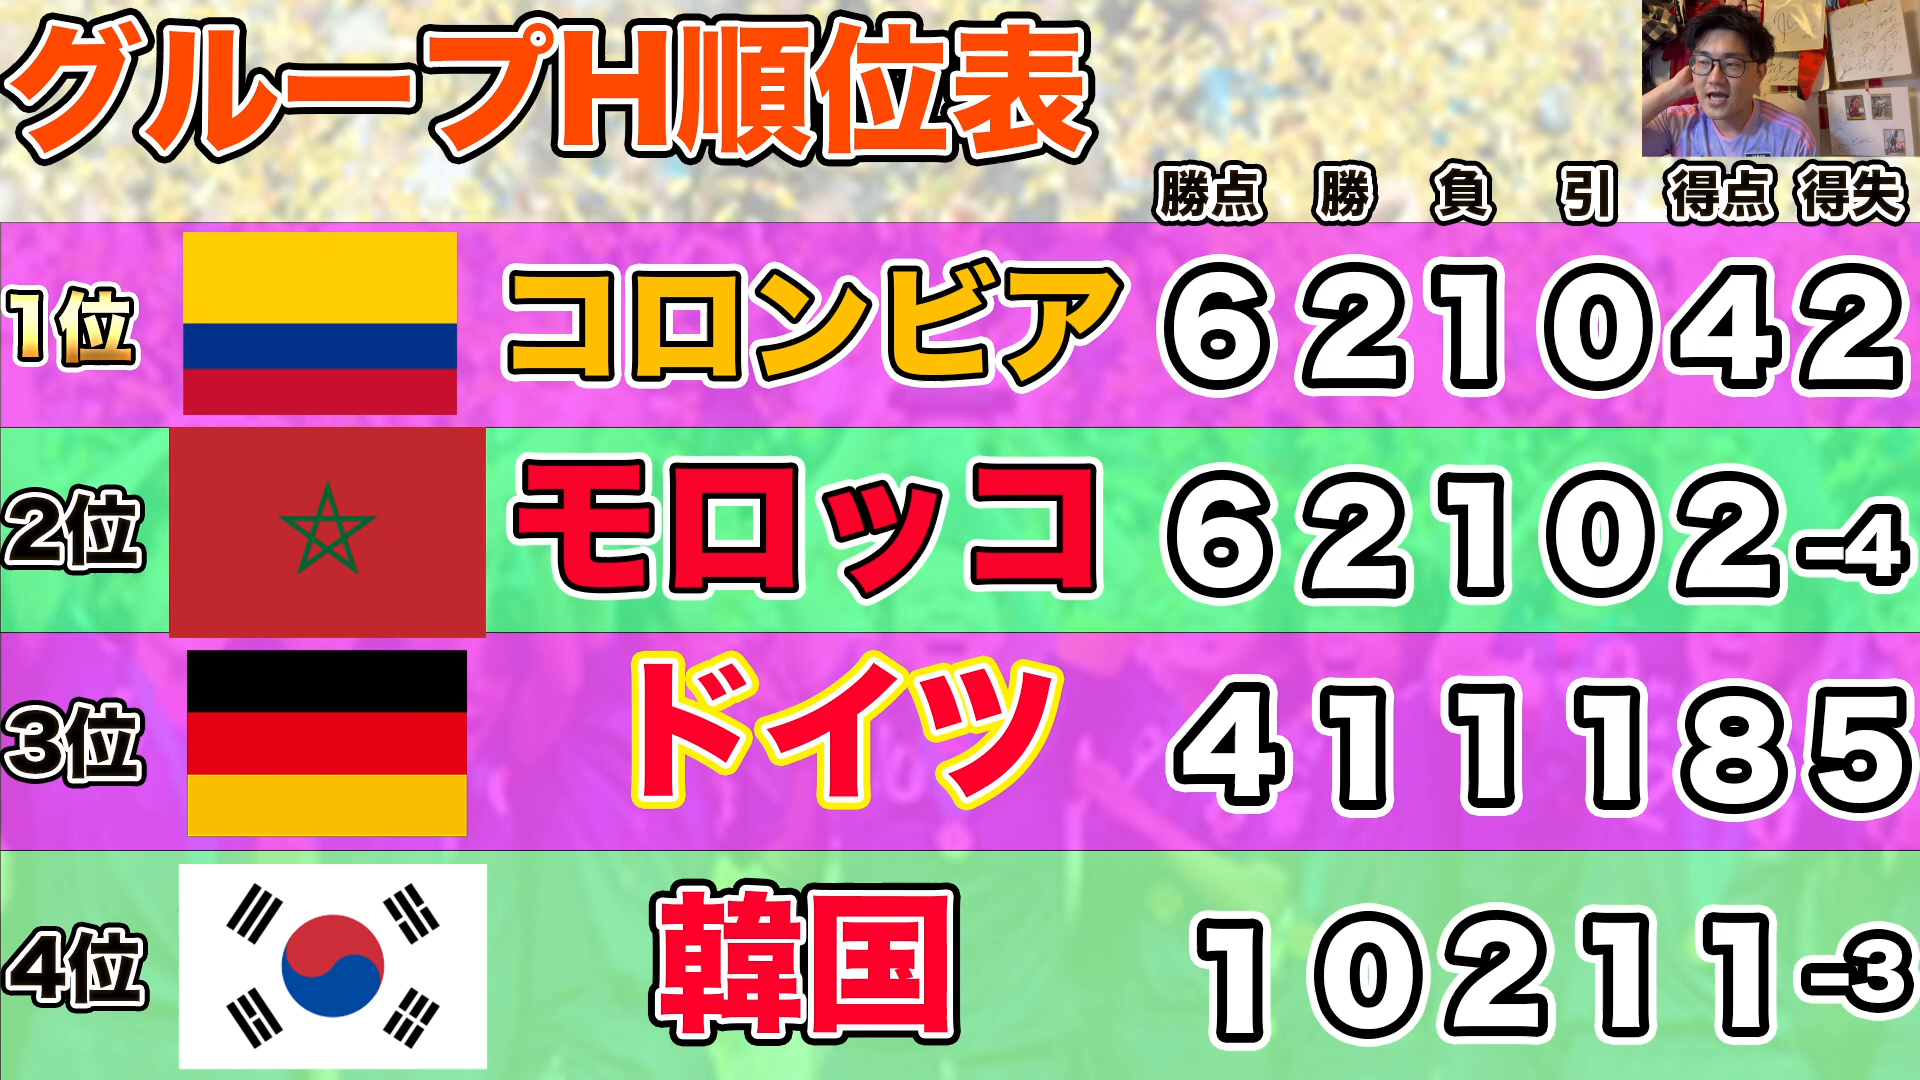 グループH順位表
勝点 勝 負 引 得点 得失
1位 コロンビア 6 2 1 0 4 2
2位 モロッコ 6 2 1 0 2 -4
3位 ドイツ 4 1 1 1 8 5
4位 韓国 1 0 2 1 1 -3